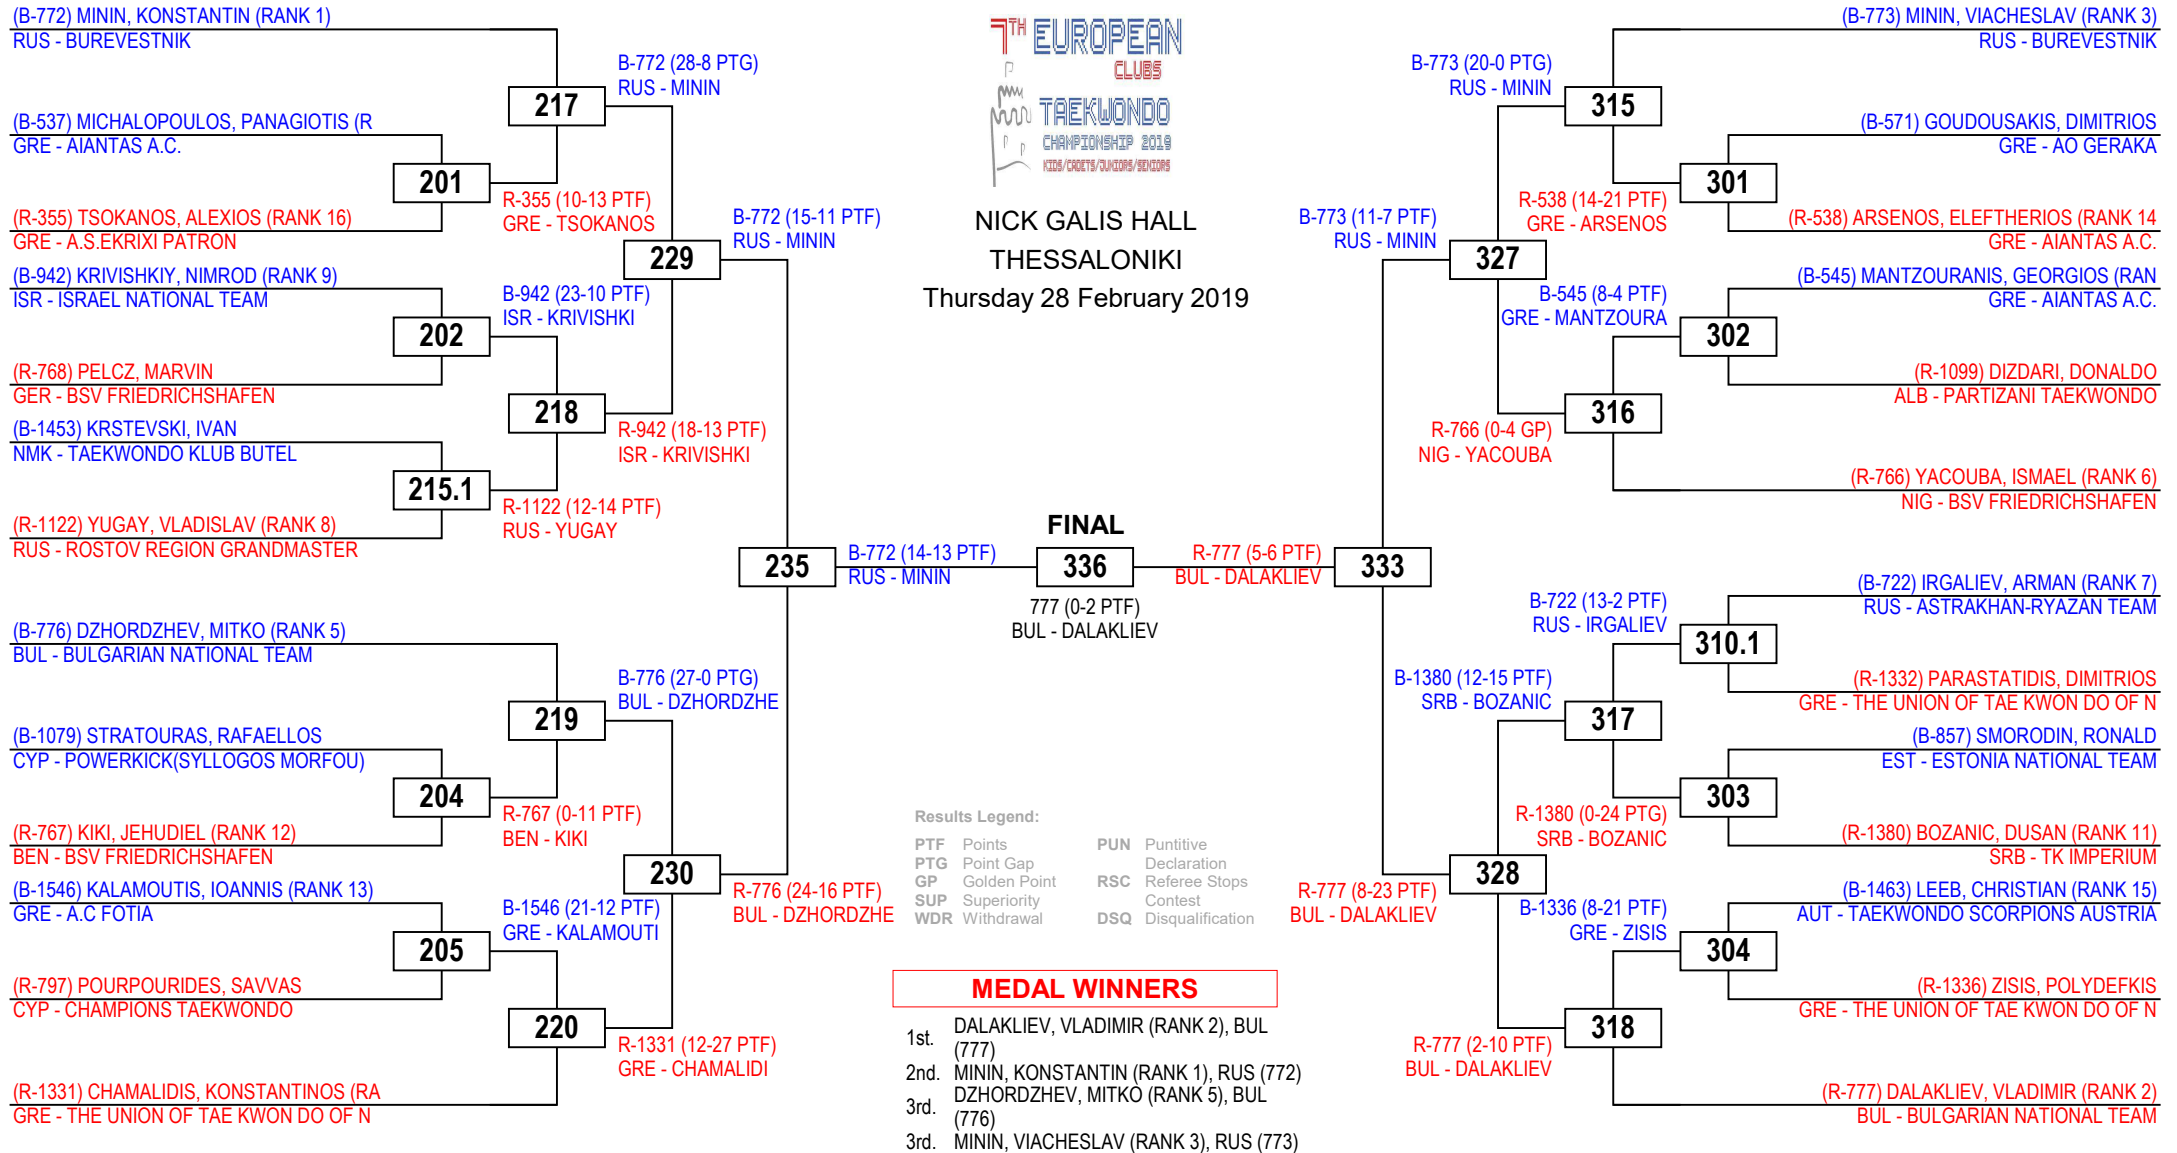 (B-772) MININ, KONSTANTIN (RANK 1)
RUS - BUREVESTNIK
(B-537) MICHALOPOULOS, PANAGIOTIS (R
GRE - AIANTAS A.C.
(R-355) TSOKANOS, ALEXIOS (RANK 16)
GRE - A.S.EKRIXI PATRON
(B-942) KRIVISHKIY, NIMROD (RANK 9)
ISR - ISRAEL NATIONAL TEAM
(R-768) PELCZ, MARVIN
GER - BSV FRIEDRICHSHAFEN
(B-1453) KRSTEVSKI, IVAN
NMK - TAEKWONDO KLUB BUTEL
(R-1122) YUGAY, VLADISLAV (RANK 8)
RUS - ROSTOV REGION GRANDMASTER
(B-776) DZHORDZHEV, MITKO (RANK 5)
BUL - BULGARIAN NATIONAL TEAM
(B-1079) STRATOURAS, RAFAELLOS
CYP - POWERKICK(SYLLOGOS MORFOU)
(R-767) KIKI, JEHUDIEL (RANK 12)
BEN - BSV FRIEDRICHSHAFEN
(B-1546) KALAMOUTIS, IOANNIS (RANK 13)
GRE - A.C FOTIA
(R-797) POURPOURIDES, SAVVAS
CYP - CHAMPIONS TAEKWONDO
(R-1331) CHAMALIDIS, KONSTANTINOS (RA
GRE - THE UNION OF TAE KWON DO OF N
201
202
215.1
204
205
R-355 (10-13 PTF)
GRE - TSOKANOS
B-942 (23-10 PTF)
ISR - KRIVISHKI
R-1122 (12-14 PTF)
RUS - YUGAY
R-767 (0-11 PTF)
BEN - KIKI
B-1546 (21-12 PTF)
GRE - KALAMOUTI
217
218
219
220
B-772 (28-8 PTG)
RUS - MININ
R-942 (18-13 PTF)
ISR - KRIVISHKI
B-776 (27-0 PTG)
BUL - DZHORDZHE
R-1331 (12-27 PTF)
GRE - CHAMALIDI
229
230
B-772 (15-11 PTF)
RUS - MININ
R-776 (24-16 PTF)
BUL - DZHORDZHE
235
B-772 (14-13 PTF)
RUS - MININ
7TH EUROPEAN
CLUBS
TAEKWONDO
CHAMPIONSHIP 2019
KIDS/CADETS/JUNIORS/SENIORS
NICK GALIS HALL
THESSALONIKI
Thursday 28 February 2019
FINAL
336
777 (0-2 PTF)
BUL - DALAKLIEV
R-777 (5-6 PTF)
BUL - DALAKLIEV
333
B-773 (11-7 PTF)
RUS - MININ
R-777 (8-23 PTF)
BUL - DALAKLIEV
327
328
B-773 (20-0 PTG)
RUS - MININ
R-766 (0-4 GP)
NIG - YACOUBA
B-1380 (12-15 PTF)
SRB - BOZANIC
R-777 (2-10 PTF)
BUL - DALAKLIEV
315
316
317
318
R-538 (14-21 PTF)
GRE - ARSENOS
B-545 (8-4 PTF)
GRE - MANTZOURA
B-722 (13-2 PTF)
RUS - IRGALIEV
R-1380 (0-24 PTG)
SRB - BOZANIC
B-1336 (8-21 PTF)
GRE - ZISIS
301
302
310.1
303
304
(B-773) MININ, VIACHESLAV (RANK 3)
RUS - BUREVESTNIK
(B-571) GOUDOUSAKIS, DIMITRIOS
GRE - AO GERAKA
(R-538) ARSENOS, ELEFTHERIOS (RANK 14
GRE - AIANTAS A.C.
(B-545) MANTZOURANIS, GEORGIOS (RAN
GRE - AIANTAS A.C.
(R-1099) DIZDARI, DONALDO
ALB - PARTIZANI TAEKWONDO
(R-766) YACOUBA, ISMAEL (RANK 6)
NIG - BSV FRIEDRICHSHAFEN
(B-722) IRGALIEV, ARMAN (RANK 7)
RUS - ASTRAKHAN-RYAZAN TEAM
(R-1332) PARASTATIDIS, DIMITRIOS
GRE - THE UNION OF TAE KWON DO OF N
(B-857) SMORODIN, RONALD
EST - ESTONIA NATIONAL TEAM
(R-1380) BOZANIC, DUSAN (RANK 11)
SRB - TK IMPERIUM
(B-1463) LEEB, CHRISTIAN (RANK 15)
AUT - TAEKWONDO SCORPIONS AUSTRIA
(R-1336) ZISIS, POLYDEFKIS
GRE - THE UNION OF TAE KWON DO OF N
(R-777) DALAKLIEV, VLADIMIR (RANK 2)
BUL - BULGARIAN NATIONAL TEAM
Results Legend:
PTF Points
PTG Point Gap
GP Golden Point
SUP Superiority
WDR Withdrawal
PUN Puntitive
Declaration
RSC Referee Stops
Contest
DSQ Disqualification
MEDAL WINNERS
1st. DALAKLIEV, VLADIMIR (RANK 2), BUL
(777)
2nd. MININ, KONSTANTIN (RANK 1), RUS (772)
3rd. DZHORDZHEV, MITKO (RANK 5), BUL
(776)
3rd. MININ, VIACHESLAV (RANK 3), RUS (773)